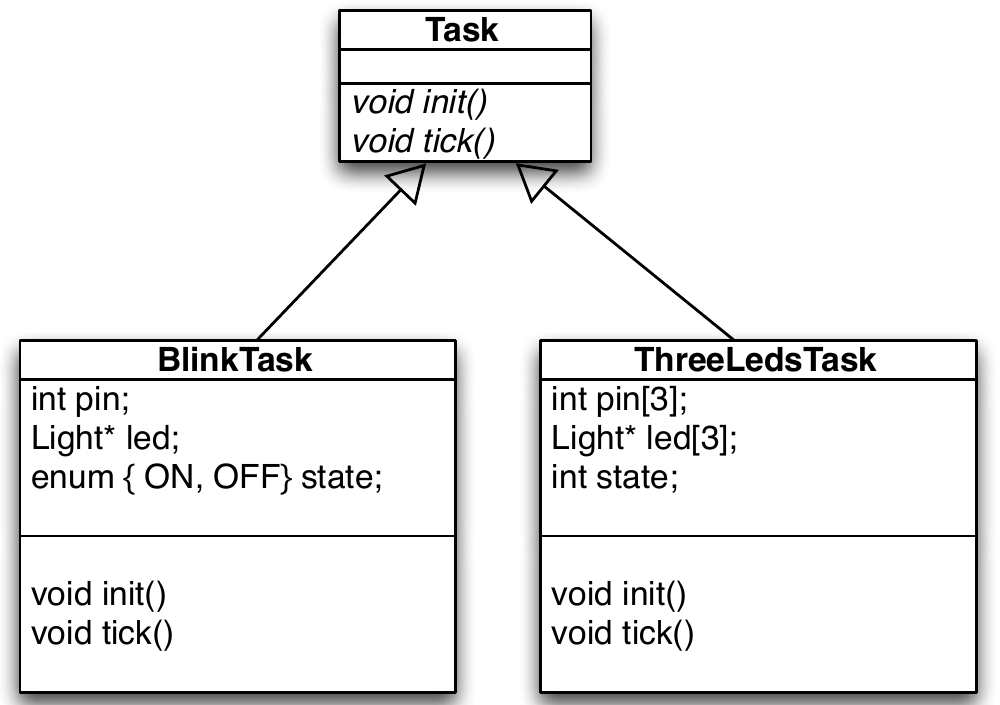 Task
void init()
void tick()
BlinkTask
int pin;
Light* led;
enum { ON, OFF} state;
void init()
void tick()
ThreeLedsTask
int pin[3];
Light* led[3];
int state;
void init()
void tick()